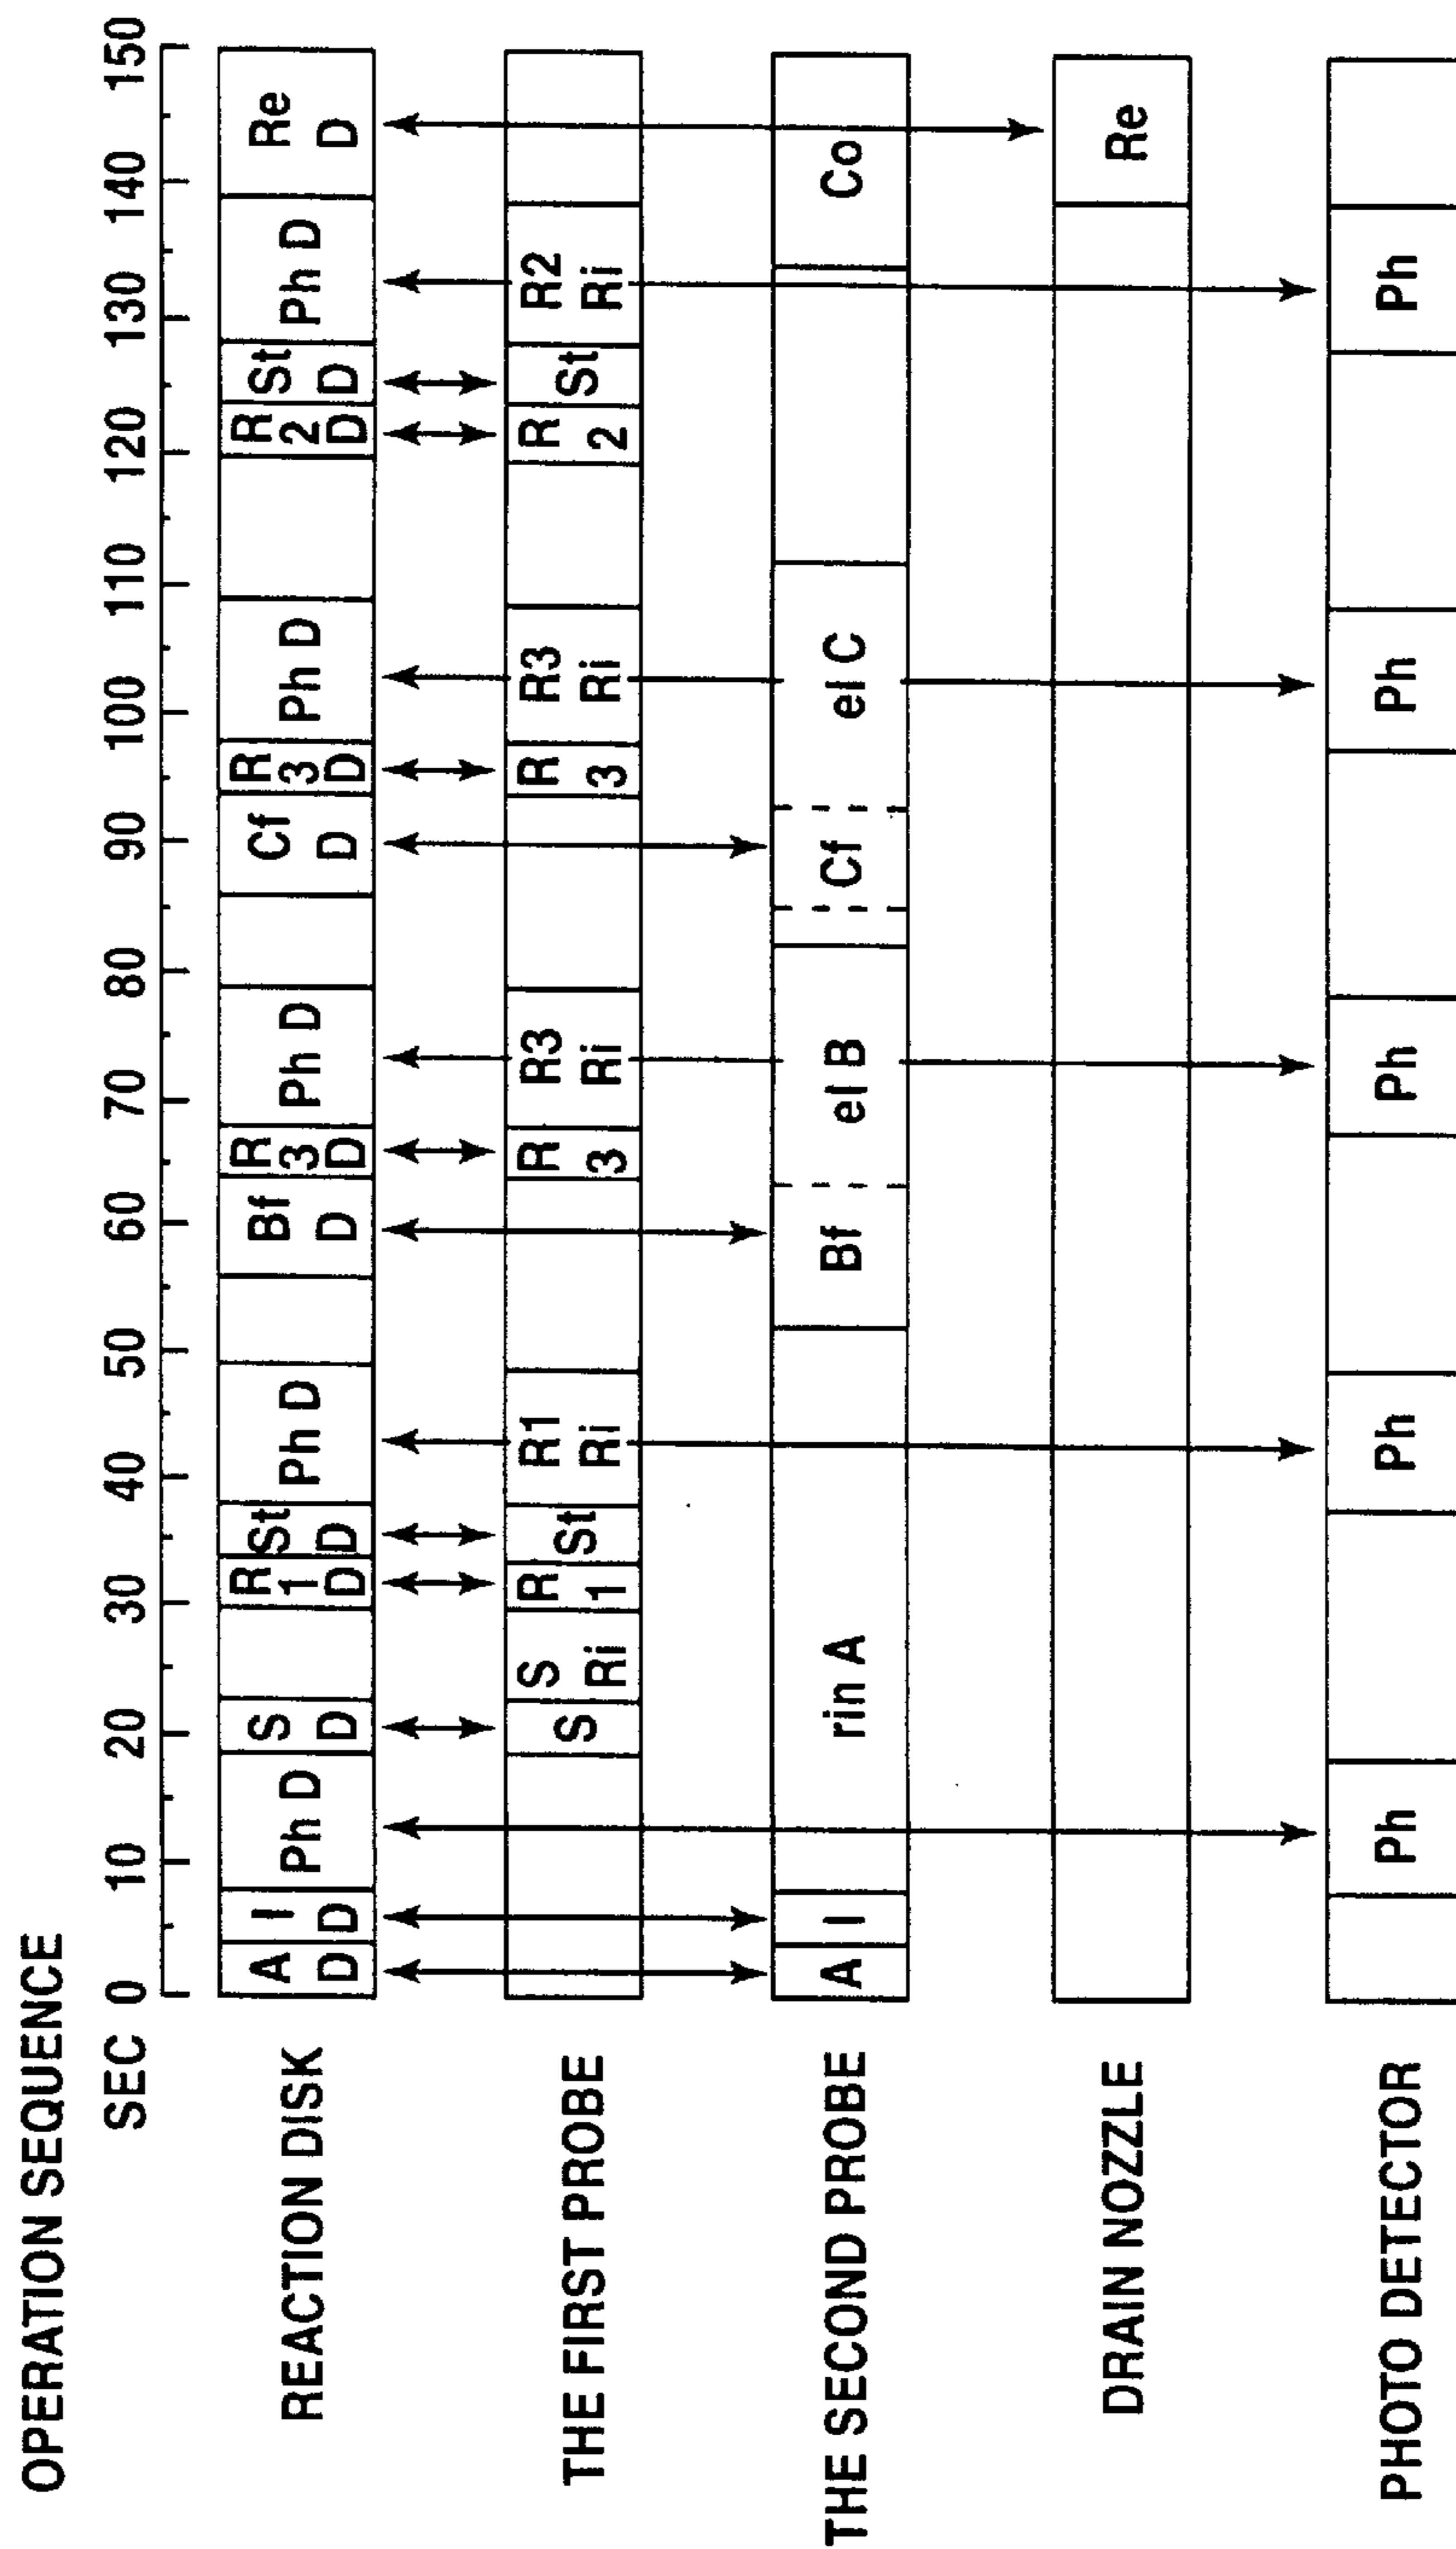 OPERATION SEQUENCE
SEC 0 10 20 30 40 50 60 70 80 90 100 110 120 130 140 150
REACTION DISK
A
D
I
D
Ph D
S
D
R
1
D
St
D
Ph D
Bf
D
R
3
D
Ph D
Cf
D
R
3
D
Ph D
R
2
D
St
D
Ph D
Re
D
THE FIRST PROBE
S
S
Ri
R
1
St
R1
Ri
R
3
R3
Ri
R
3
R3
Ri
R
2
St
R2
Ri
THE SECOND PROBE
A
I
rin A
Bf
el B
Cf
el C
Co
DRAIN NOZZLE
Re
PHOTO DETECTOR
Ph
Ph
Ph
Ph
Ph